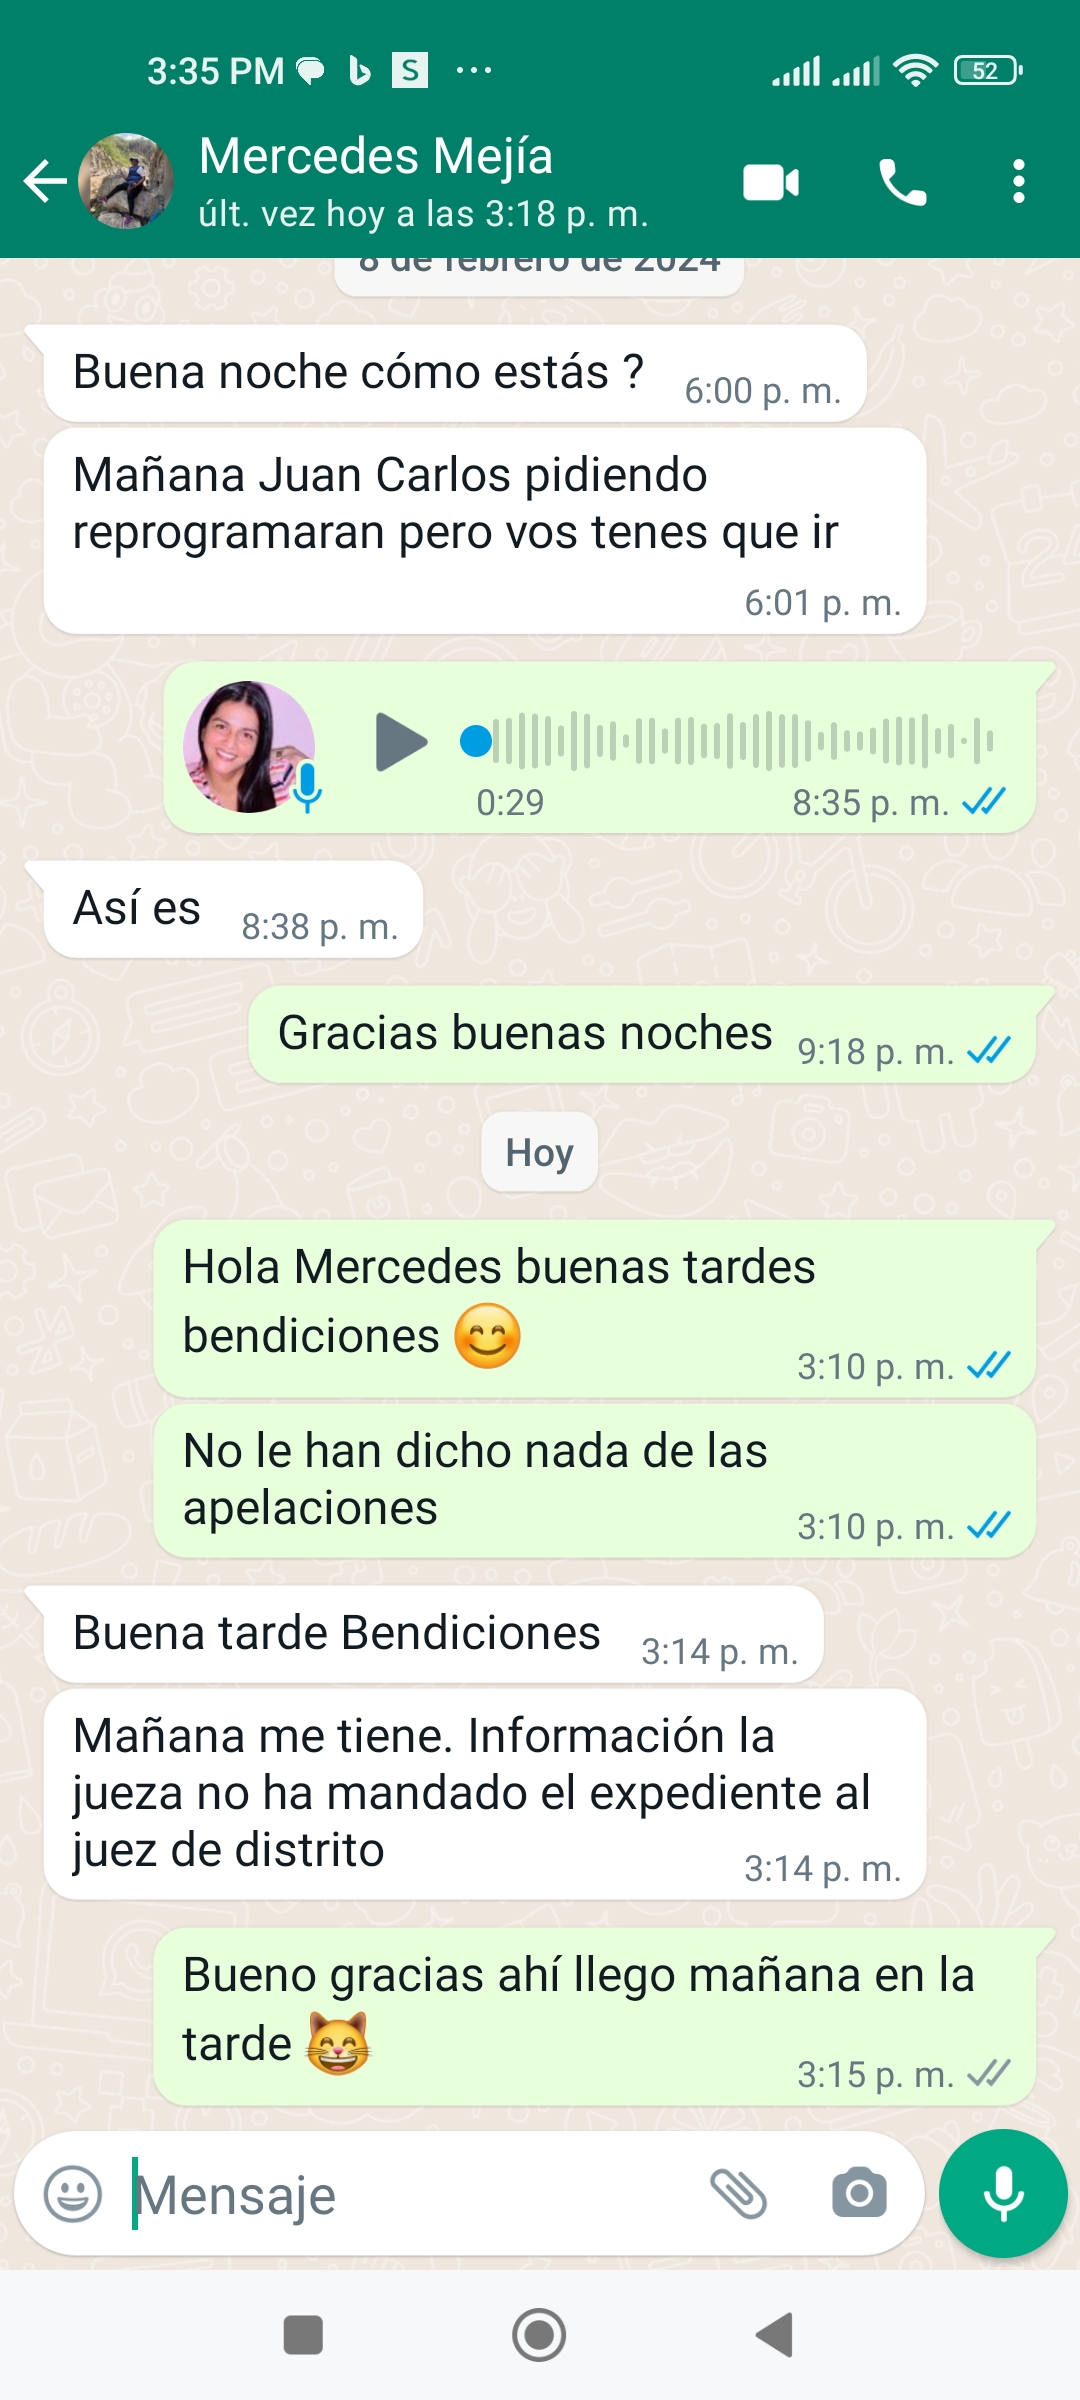 3:35 PM
52
Mercedes Mejía
últ. vez hoy a las 3:18 p. m.
8 de febrero de 2024
Buena noche cómo estás ?
6:00 p. m.
Mañana Juan Carlos pidiendo
reprogramaran pero vos tenes que ir
6:01 p. m.
0:29
8:35 p. m.
Así es
8:38 p. m.
Gracias buenas noches
9:18 p. m.
Hoy
Hola Mercedes buenas tardes
bendiciones 😊
3:10 p. m.
No le han dicho nada de las
apelaciones
3:10 p. m.
Buena tarde Bendiciones
3:14 p. m.
Mañana me tiene. Información la
jueza no ha mandado el expediente al
juez de distrito
3:14 p. m.
Bueno gracias ahí llego mañana en la
tarde 😸
3:15 p. m.
Mensaje